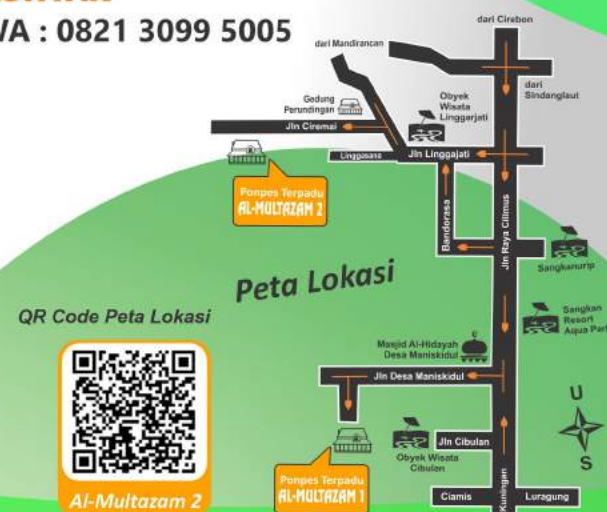 WA : 0821 3099 5005
dari Cirebon
dari Mandirancan
dari
Sindanglaut
Gedung
Perundingan
Obyek
Wisata
Linggarjati
Jln Ciremai
Linggasana
Jln Linggajati
Ponpes Terpadu
AL-MULTAZAM 2
Bandorasa
Jln Raya Cilimus
Sangkanurip
Peta Lokasi
QR Code Peta Lokasi
Sangkan
Resort
Aqua Park
Masjid Al-Hidayah
Desa Maniskidul
Jln Desa Maniskidul
U
S
Jln Cibulan
Obyek Wisata
Cibulan
Ponpes Terpadu
AL-MULTAZAM 1
Al-Multazam 2
Ciamis
Kuningan
Luragung